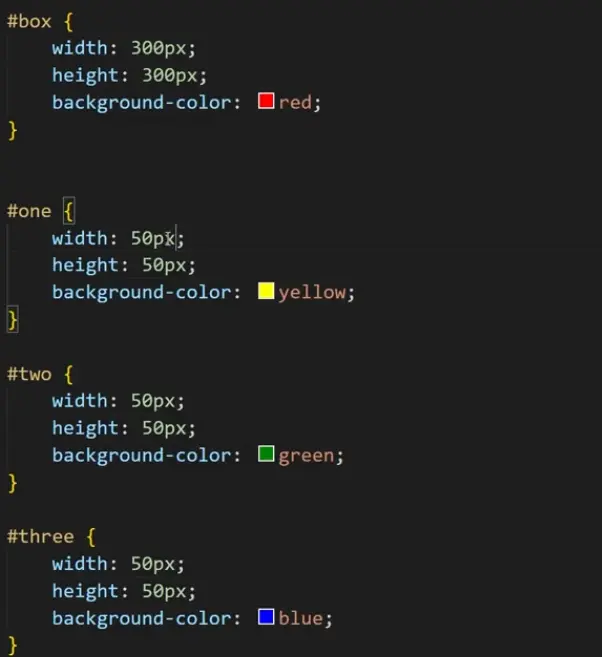 #box {
    width: 300px;
    height: 300px;
    background-color: red;
}
#one {
    width: 50px;
    height: 50px;
    background-color: yellow;
}
#two {
    width: 50px;
    height: 50px;
    background-color: green;
}
#three {
    width: 50px;
    height: 50px;
    background-color: blue;
}